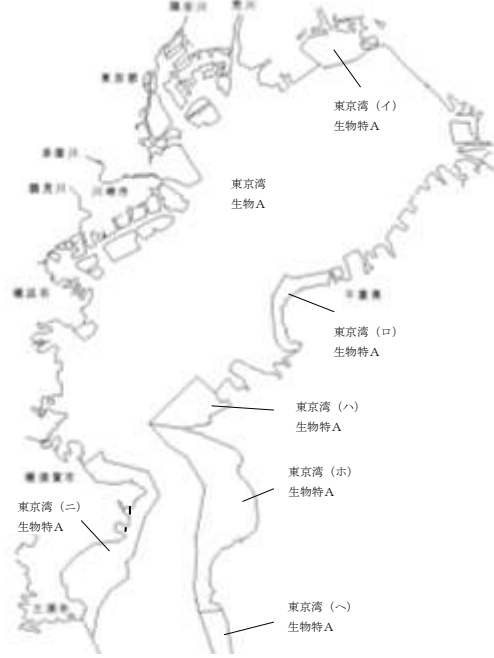 隅田川
荒川
東京都
東京湾（イ）
生物特A
多摩川
鶴見川
川崎市
東京湾
生物A
横浜市
千葉県
東京湾（ロ）
生物特A
東京湾（ハ）
生物特A
横須賀市
東京湾（ホ）
生物特A
東京湾（ニ）
生物特A
三浦市
東京湾（ヘ）
生物特A